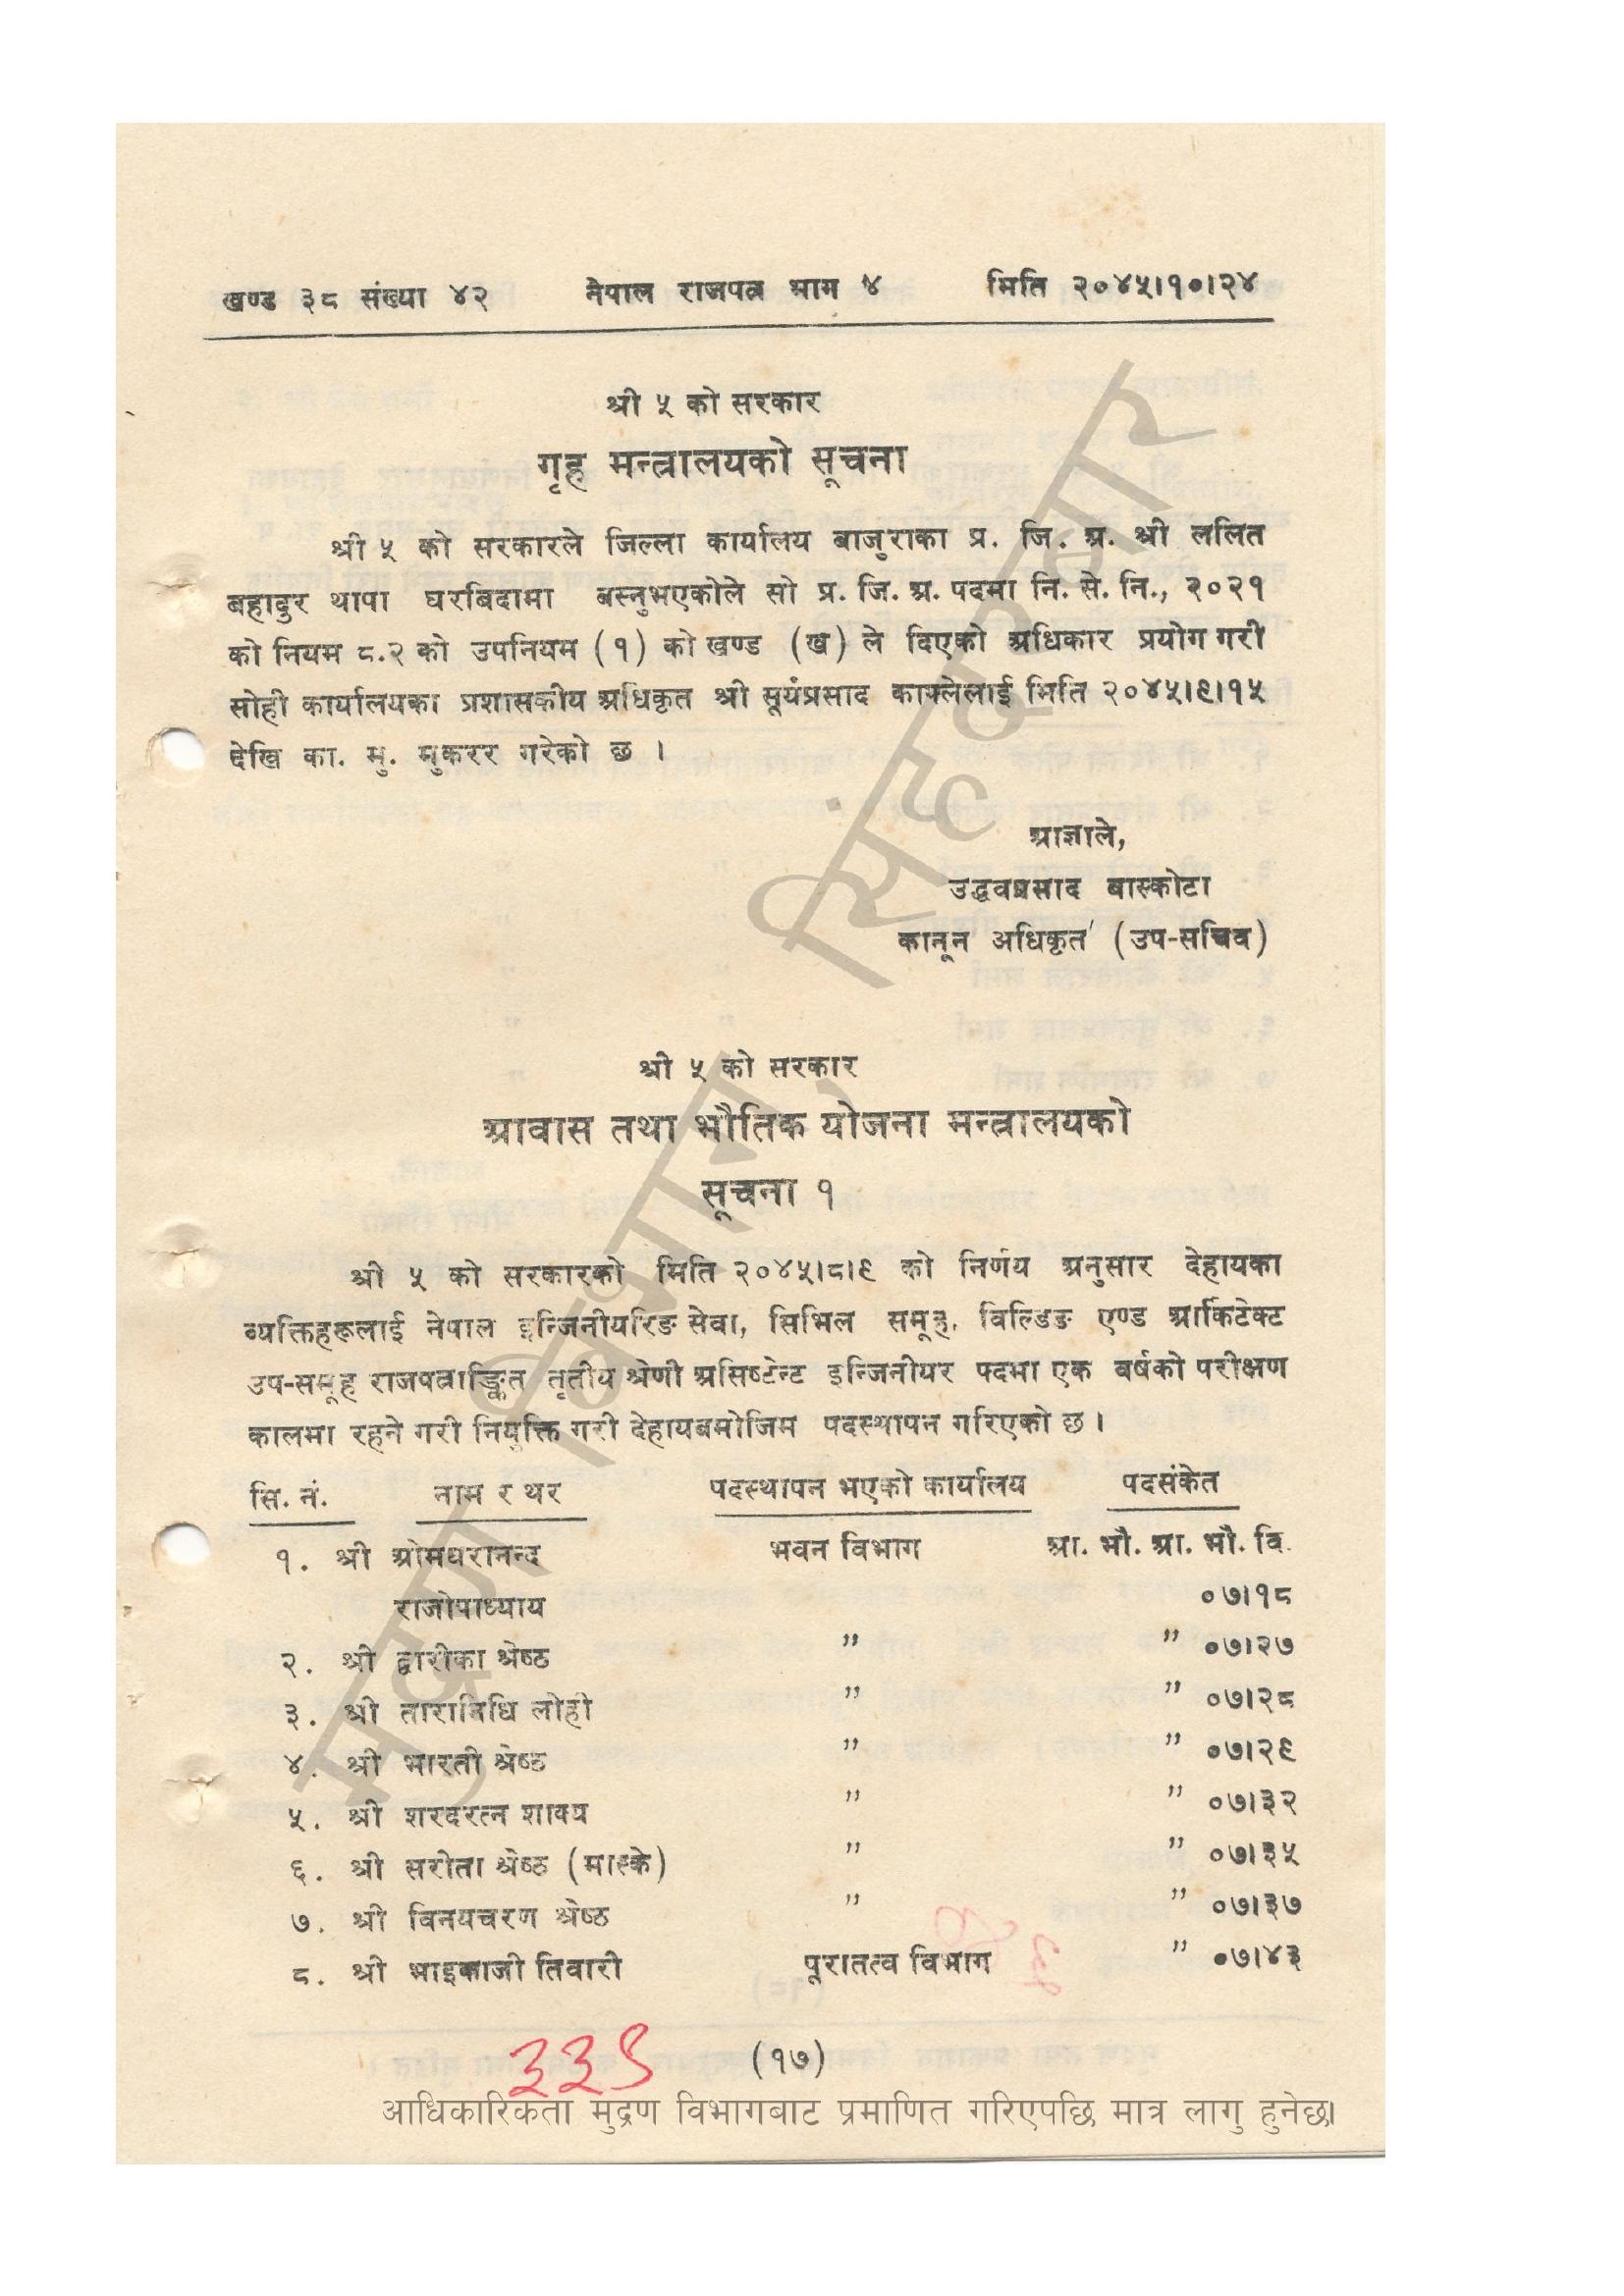 खण्ड ३८ संख्या ४२ नेपाल राजपत्र भाग ४ मिति २०४५।१०।२४
श्री ५ को सरकार
गृह मन्त्रालयको सूचना
श्री ५ को सरकारले जिल्ला कार्यालय बाजुराका प्र. जि. अ. श्री ललित
बहादुर थापा घरबिदामा बस्नुभएकोले सो प्र. जि. अ. पदमा नि. से. नि., २०२१
को नियम ८.२ को उपनियम (१) को खण्ड (ख) ले दिएको अधिकार प्रयोग गरी
सोही कार्यालयका प्रशासकीय अधिकृत श्री सूर्यप्रसाद काफ्लेलाई मिति २०४५।९।१५
देखि का. मु. मुकरर गरेको छ ।
आज्ञाले,
उद्धवप्रसाद बास्कोटा
कानून अधिकृत (उप-सचिव)
श्री ५ को सरकार
आवास तथा भौतिक योजना मन्त्रालयको
सूचना १
श्री ५ को सरकारको मिति २०४५।८।९ को निर्णय अनुसार देहायका
व्यक्तिहरूलाई नेपाल इन्जिनीयरिङ सेवा, सिभिल समूह, विल्डिङ एण्ड आर्किटेक्ट
उप-समूह राजपत्राङ्कित तृतीय श्रेणी असिष्टेन्ट इन्जिनीयर पदमा एक वर्षको परीक्षण
कालमा रहने गरी नियुक्ति गरी देहायबमोजिम पदस्थापन गरिएको छ ।
सि. नं. नाम र थर पदस्थापन भएको कार्यालय पदसंकेत
१. श्री ओमधरानन्द भवन विभाग आ. भौ. आ. भौ. वि.
राजोपाध्याय ०७।१८
२. श्री द्वारीका श्रेष्ठ ” ” ०७।२७
३. श्री तारानिधि लोहनी ” ” ०७।२८
४. श्री भारती श्रेष्ठ ” ” ०७।२९
५. श्री शरदरत्न शाक्य ” ” ०७।३२
६. श्री सरोता श्रेष्ठ (मास्के) ” ” ०७।३५
७. श्री विनयचरण श्रेष्ठ ” ” ०७।३७
८. श्री भाइकाजी तिवारी पूरातत्व विभाग ” ०७।४३
(१७)
आधिकारिकता मुद्रण विभागबाट प्रमाणित गरिएपछि मात्र लागु हुनेछ।
मुद्रण विभाग, सिंहदरबार